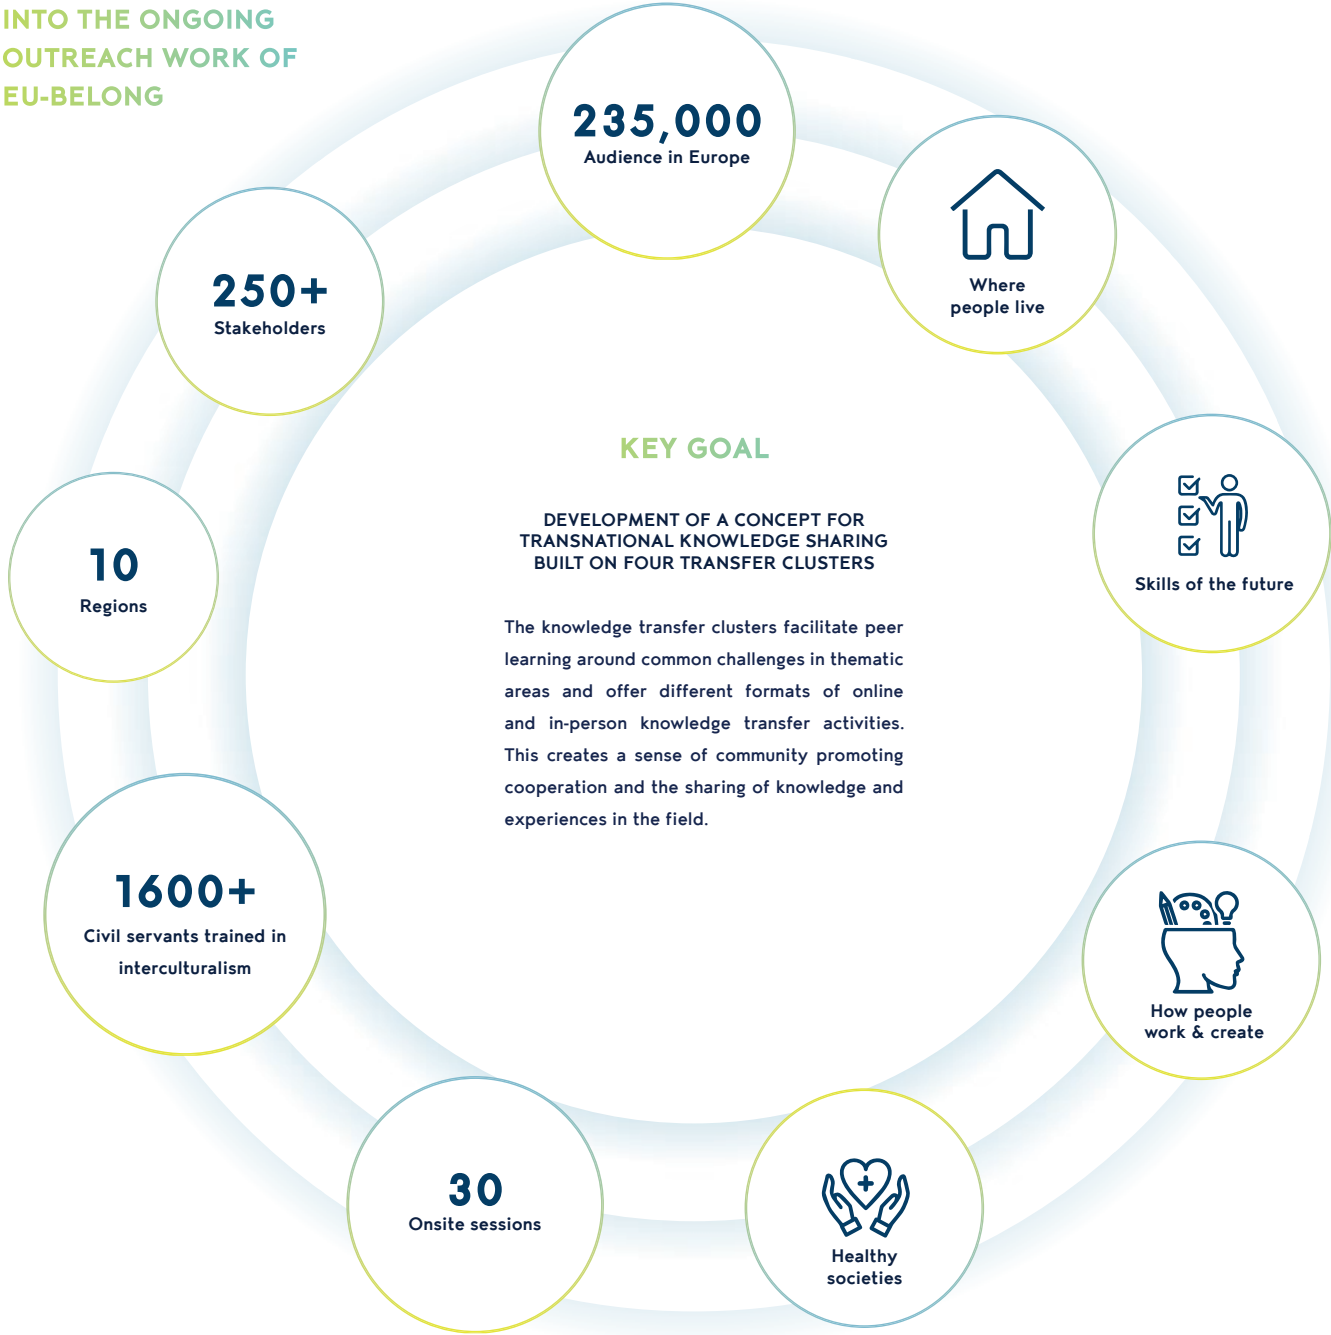 INTO THE ONGOING
OUTREACH WORK OF
EU-BELONG
235,000
Audience in Europe
Where
people live
250+
Stakeholders
KEY GOAL
DEVELOPMENT OF A CONCEPT FOR
TRANSNATIONAL KNOWLEDGE SHARING
BUILT ON FOUR TRANSFER CLUSTERS
The knowledge transfer clusters facilitate peer
learning around common challenges in thematic
areas and offer different formats of online
and in-person knowledge transfer activities.
This creates a sense of community promoting
cooperation and the sharing of knowledge and
experiences in the field.
Skills of the future
10
Regions
1600+
Civil servants trained in
interculturalism
How people
work & create
30
Onsite sessions
Healthy
societies